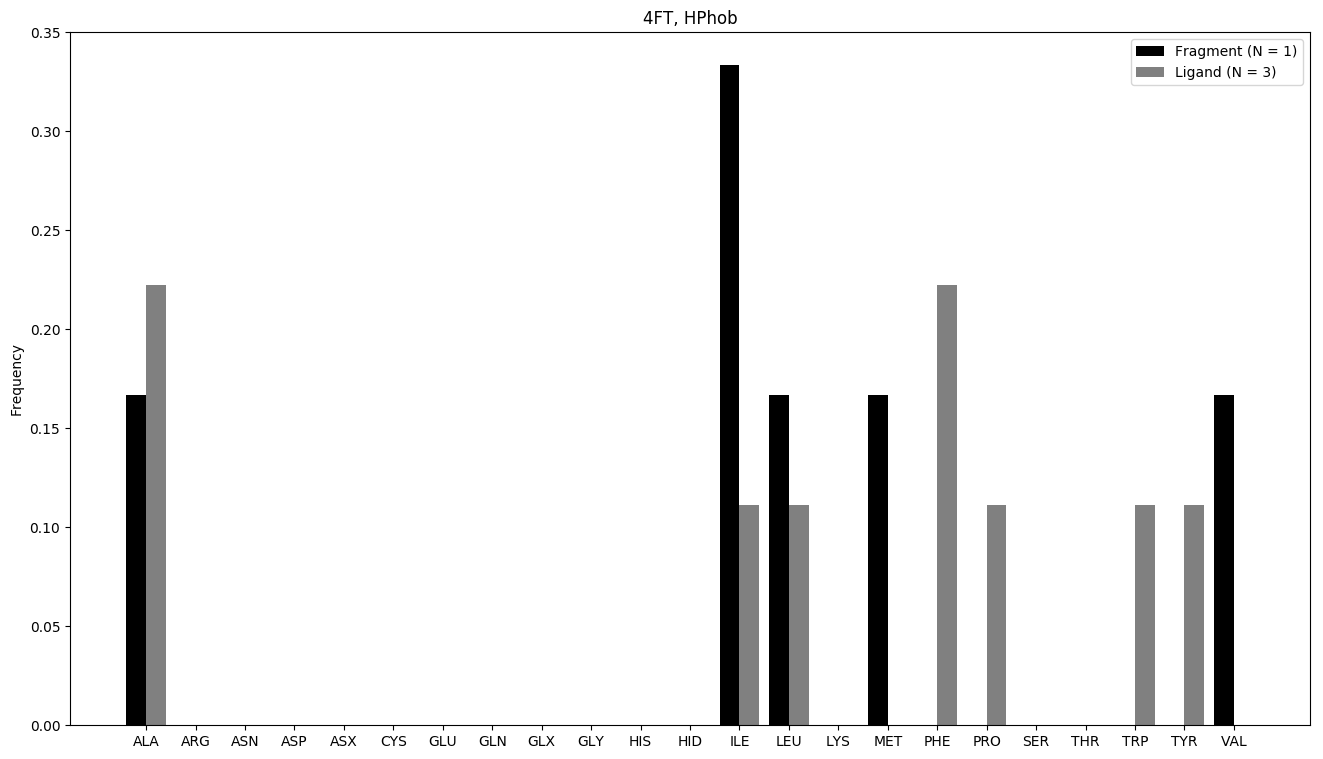 4FT, HPhob
Fragment (N = 1)
Ligand (N = 3)
Frequency
0.35
0.30
0.25
0.20
0.15
0.10
0.05
0.00
ALA ARG ASN ASP ASX CYS GLU GLN GLX GLY HIS HID ILE LEU LYS MET PHE PRO SER THR TRP TYR VAL